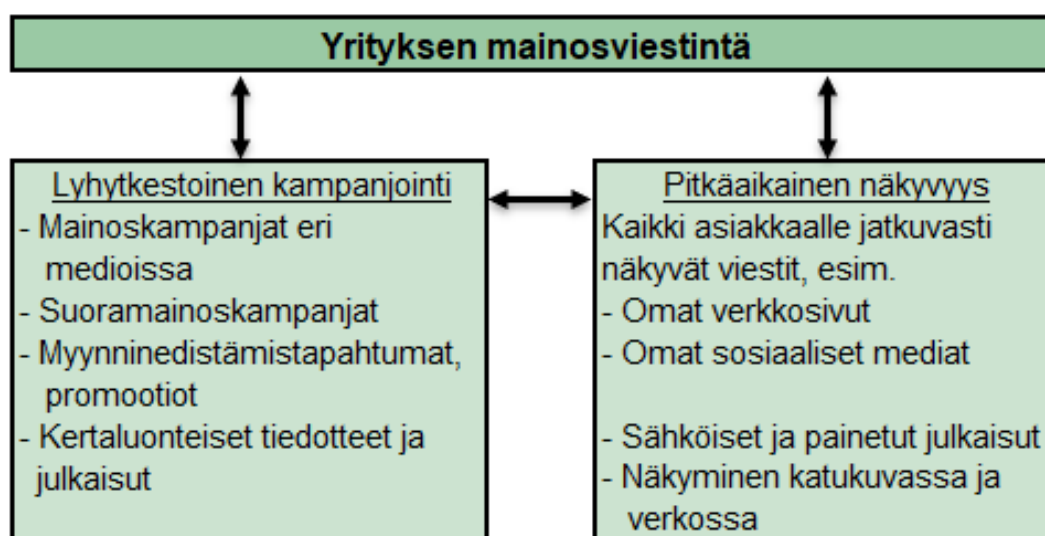 Yrityksen mainosviestintä
Lyhytkestoinen kampanjointi
- Mainoskampanjat eri
medioissa
- Suoramainoskampanjat
- Myynninedistämistapahtumat,
promootiot
- Kertaluonteiset tiedotteet ja
julkaisut
Pitkäaikainen näkyvyys
Kaikki asiakkaalle jatkuvasti
näkyvät viestit, esim.
- Omat verkkosivut
- Omat sosiaaliset mediat
- Sähköiset ja painetut julkaisut
- Näkyminen katukuvassa ja
verkossa